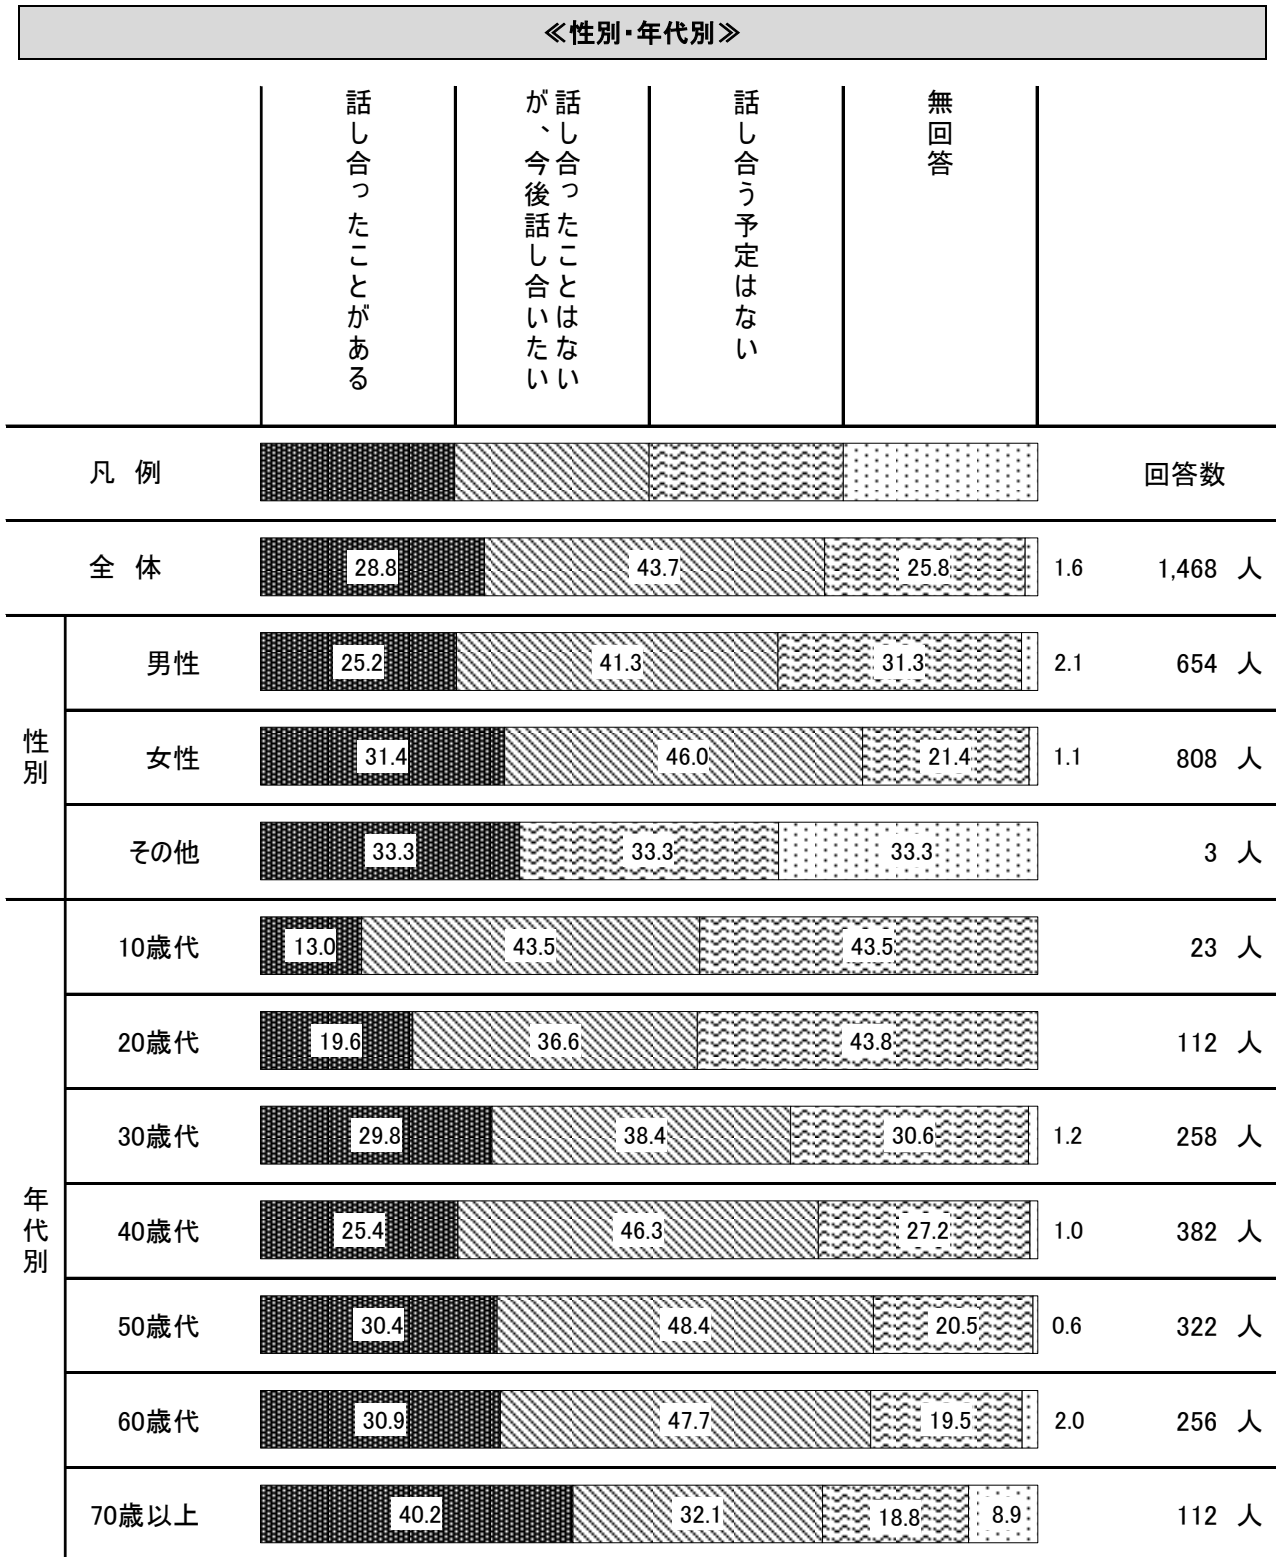 ≪性別・年代別≫
話し合ったことがある
話し合ったことはない
が、今後話し合いたい
話し合う予定はない
無回答
凡 例
回答数
全 体 28.8 43.7 25.8 1.6 1,468 人
性別
男性 25.2 41.3 31.3 2.1 654 人
女性 31.4 46.0 21.4 1.1 808 人
その他 33.3 33.3 33.3 3 人
年代別
10歳代 13.0 43.5 43.5 23 人
20歳代 19.6 36.6 43.8 112 人
30歳代 29.8 38.4 30.6 1.2 258 人
40歳代 25.4 46.3 27.2 1.0 382 人
50歳代 30.4 48.4 20.5 0.6 322 人
60歳代 30.9 47.7 19.5 2.0 256 人
70歳以上 40.2 32.1 18.8 8.9 112 人